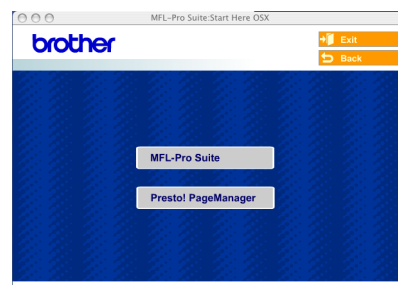 MFL-Pro Suite:Start Here OSX
brother
Exit
Back
MFL-Pro Suite
Presto! PageManager